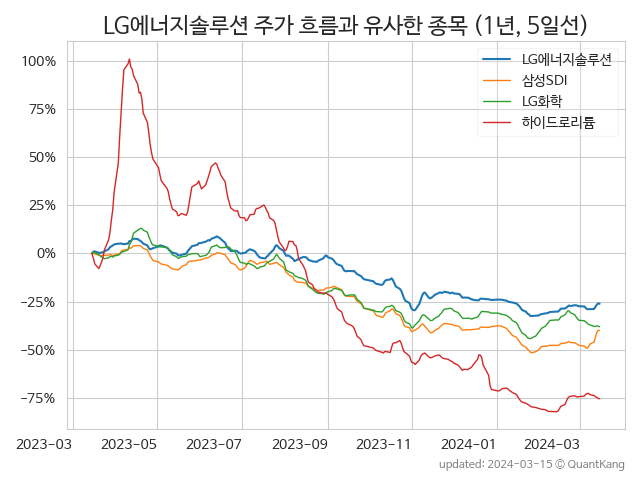 LG에너지솔루션 주가 흐름과 유사한 종목 (1년, 5일선)
LG에너지솔루션
삼성SDI
LG화학
하이드로리튬
100%
75%
50%
25%
0%
−25%
−50%
−75%
2023-03
2023-05
2023-07
2023-09
2023-11
2024-01
2024-03
updated: 2024-03-15 © QuantKang